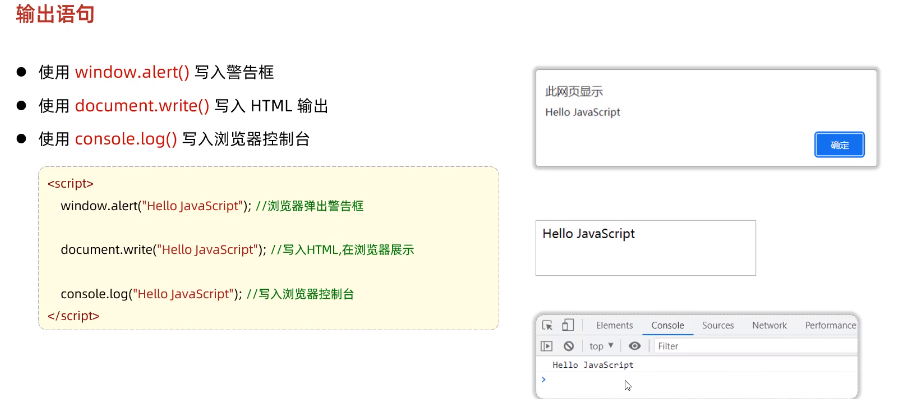 输出语句
● 使用 window.alert() 写入警告框
● 使用 document.write() 写入 HTML 输出
● 使用 console.log() 写入浏览器控制台
<script>
window.alert("Hello JavaScript"); //浏览器弹出警告框
document.write("Hello JavaScript"); //写入HTML,在浏览器展示
console.log("Hello JavaScript"); //写入浏览器控制台
</script>
此网页显示
Hello JavaScript
确定
Hello JavaScript
Elements Console Sources Network Performance
top ▼ Filter
Hello JavaScript
>